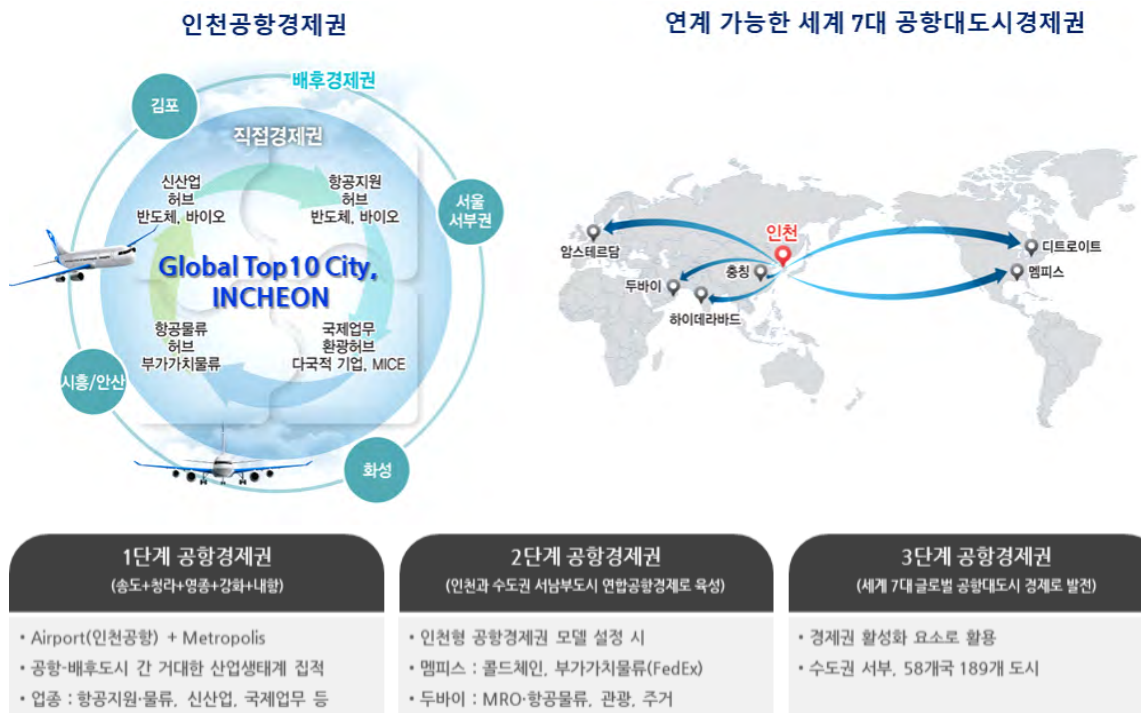 인천공항경제권
연계 가능한 세계 7대 공항대도시경제권
배후경제권
김포
직접경제권
신산업
허브
반도체, 바이오
항공지원
허브
반도체, 바이오
서울
서부권
Global Top10 City,
INCHEON
항공물류
허브
부가가치물류
국제업무
환광허브
다국적 기업, MICE
시흥/안산
화성
인천
암스테르담
충칭
두바이
하이데라바드
디트로이트
멤피스
1단계 공항경제권
(송도+청라+영종+강화+내항)
• Airport(인천공항) + Metropolis
• 공항-배후도시 간 거대한 산업생태계 집적
• 업종 : 항공지원·물류, 신산업, 국제업무 등
2단계 공항경제권
(인천과 수도권 서남부도시 연합공항경제로 육성)
• 인천형 공항경제권 모델 설정 시
• 멤피스 : 콜드체인, 부가가치물류(FedEx)
• 두바이 : MRO·항공물류, 관광, 주거
3단계 공항경제권
(세계 7대 글로벌 공항대도시 경제로 발전)
• 경제권 활성화 요소로 활용
• 수도권 서부, 58개국 189개 도시